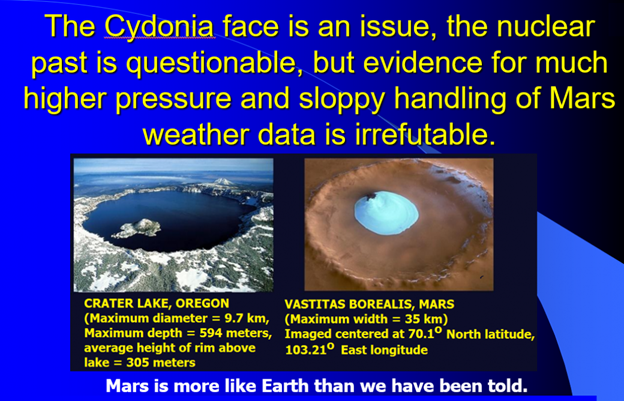 The Cydonia face is an issue, the nuclear
past is questionable, but evidence for much
higher pressure and sloppy handling of Mars
weather data is irrefutable.
CRATER LAKE, OREGON
(Maximum diameter = 9.7 km,
Maximum depth = 594 meters,
average height of rim above
lake = 305 meters
VASTITAS BOREALIS, MARS
(Maximum width = 35 km)
Imaged centered at 70.1⁰ North latitude,
103.21⁰ East longitude
Mars is more like Earth than we have been told.